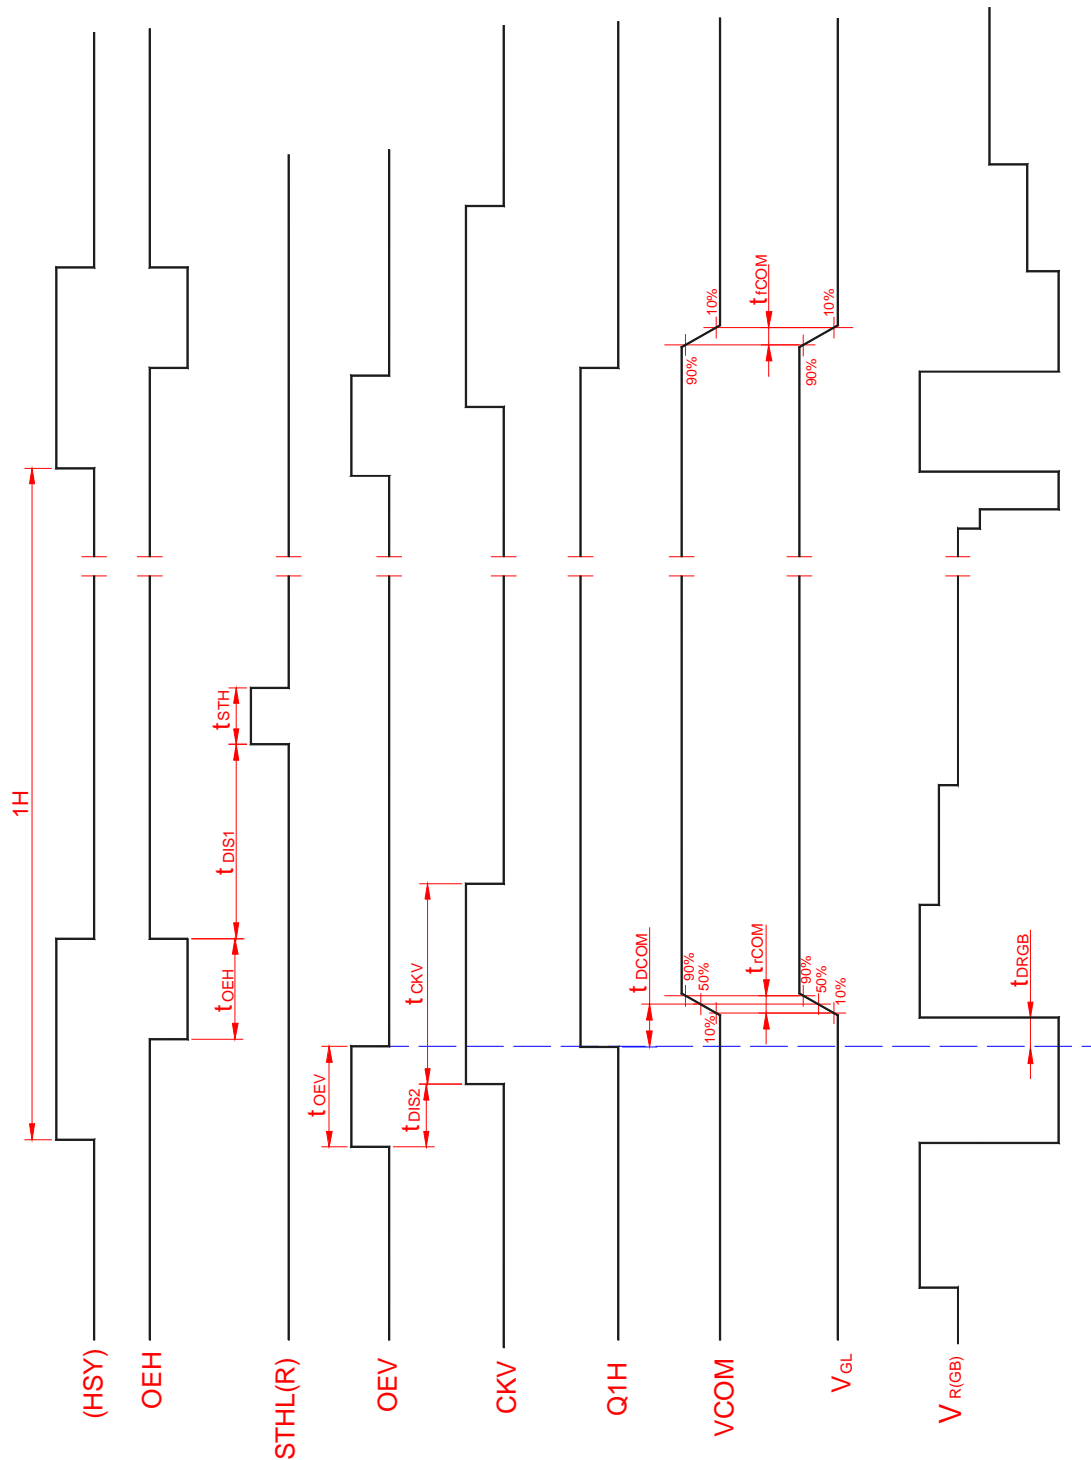 (HSY)
1H
OEH
tOEH
tDIS1
tSTH
STHL(R)
OEV
tOEV
tDIS2
CKV
tCKV
Q1H
VCOM
tDCOM
10%
50%
90%
90%
10%
trCOM
tfCOM
VGL
10%
50%
90%
90%
10%
V R(GB)
tDRGB